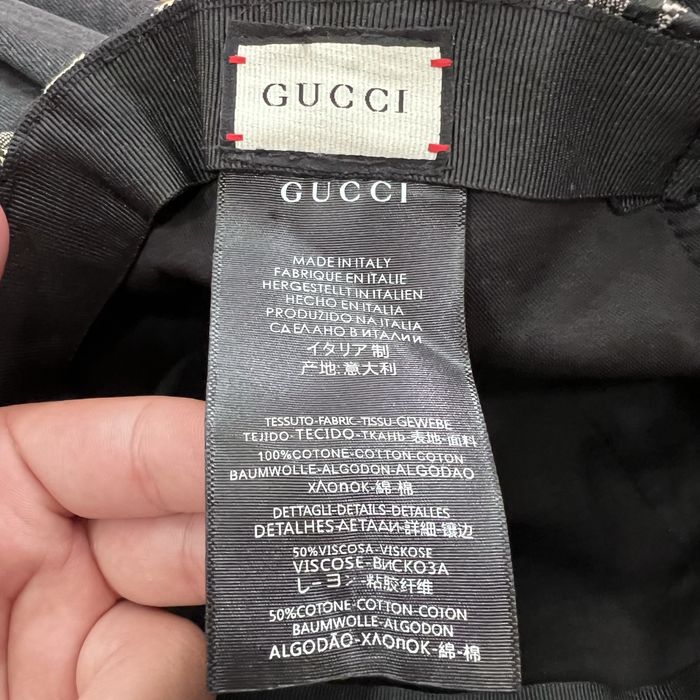 GUCCI
GUCCI
MADE IN ITALY
FABRIQUE EN ITALIE
HERGESTELLT IN ITALIEN
HECHO EN ITALIA
PRODUZIDO NA ITALIA
СДЕЛАНО В ИТАЛИИ
イタリア制
产地:意大利
TESSUTO-FABRIC-TISSU-GEWEBE
TEJIDO-TECIDO-ТКАНЬ-表地-面料
100%COTONE-COTTON-COTON
BAUMWOLLE-ALGODON-ALGODÃO
ХΛОПОК-綿-棉
DETTAGLI-DETAILS-DETALLES
DETALHES-ДЕТАЛИ-詳細-镶边
50%VISCOSA-VISKOSE
VISCOSE-ВИСКОЗА
レーヨン-粘胶纤维
50%COTONE-COTTON-COTON
BAUMWOLLE-ALGODON
ALGODÃO-ХΛОПОК-綿-棉